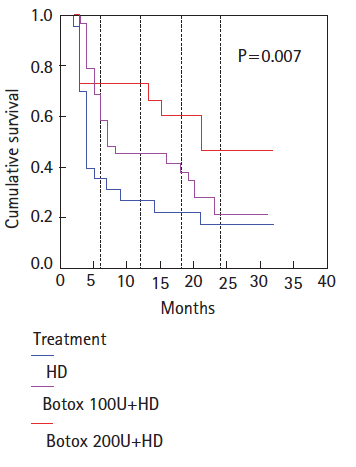 1.0
P=0.007
0.8
0.6
0.4
0.2
0.0
Cumulative survival
0 5 10 15 20 25 30 35 40
Months
Treatment
HD
Botox 100U+HD
Botox 200U+HD